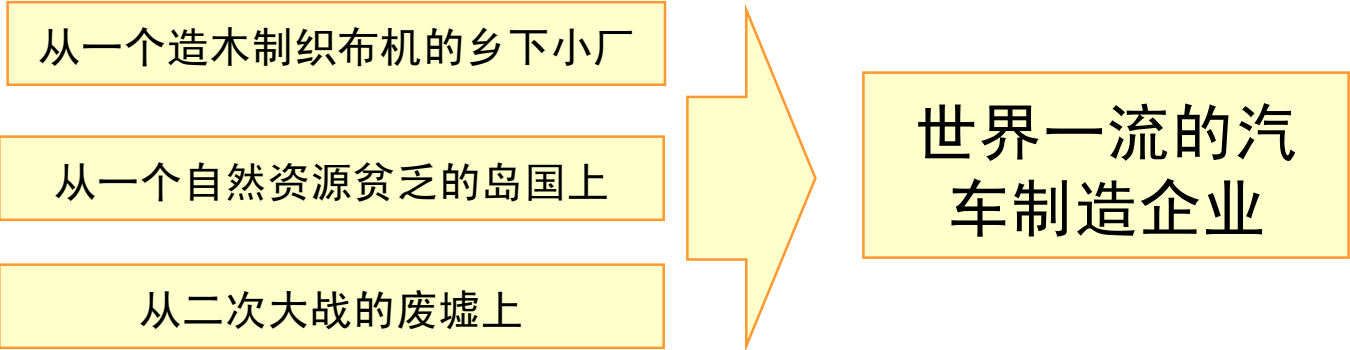 从一个造木制织布机的乡下小厂
从一个自然资源贫乏的岛国上
从二次大战的废墟上
世界一流的汽
车制造企业